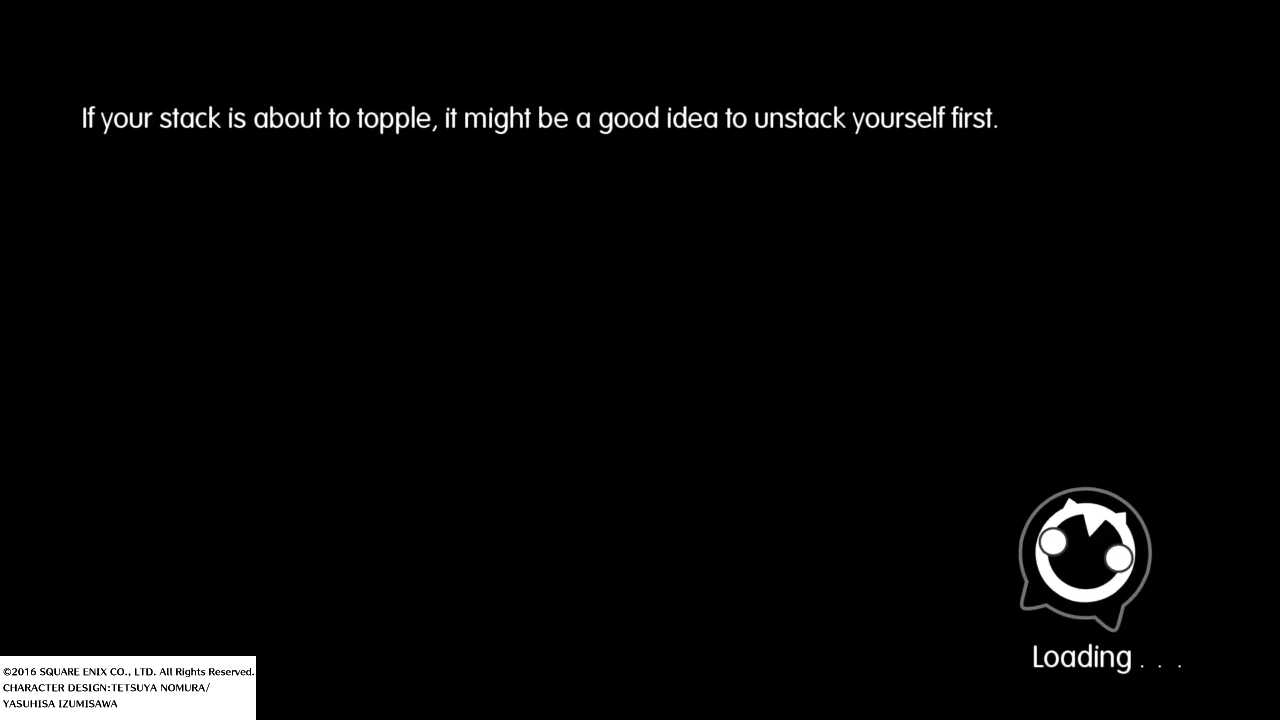 If your stack is about to topple, it might be a good idea to unstack yourself first.
Loading . . .
©2016 SQUARE ENIX CO., LTD. All Rights Reserved.
CHARACTER DESIGN:TETSUYA NOMURA/
YASUHISA IZUMISAWA